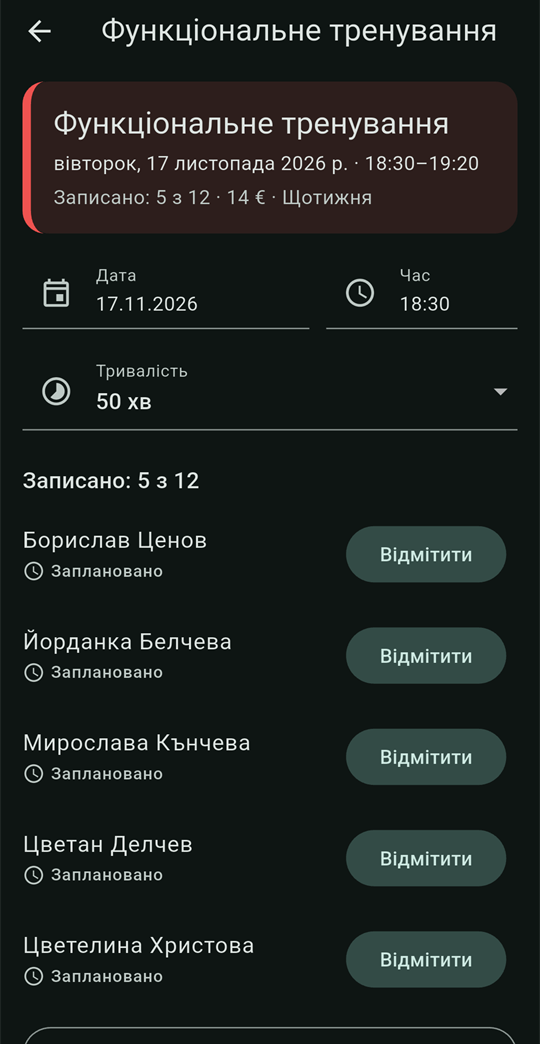 Функціональне тренування
Функціональне тренування
вівторок, 17 листопада 2026 р. · 18:30–19:20
Записано: 5 з 12 · 14 € · Щотижня
Дата
17.11.2026
Час
18:30
Тривалість
50 хв
Записано: 5 з 12
Борислав Ценов
Заплановано
Відмітити
Йорданка Белчева
Заплановано
Відмітити
Мирослава Кънчева
Заплановано
Відмітити
Цветан Делчев
Заплановано
Відмітити
Цветелина Христова
Заплановано
Відмітити